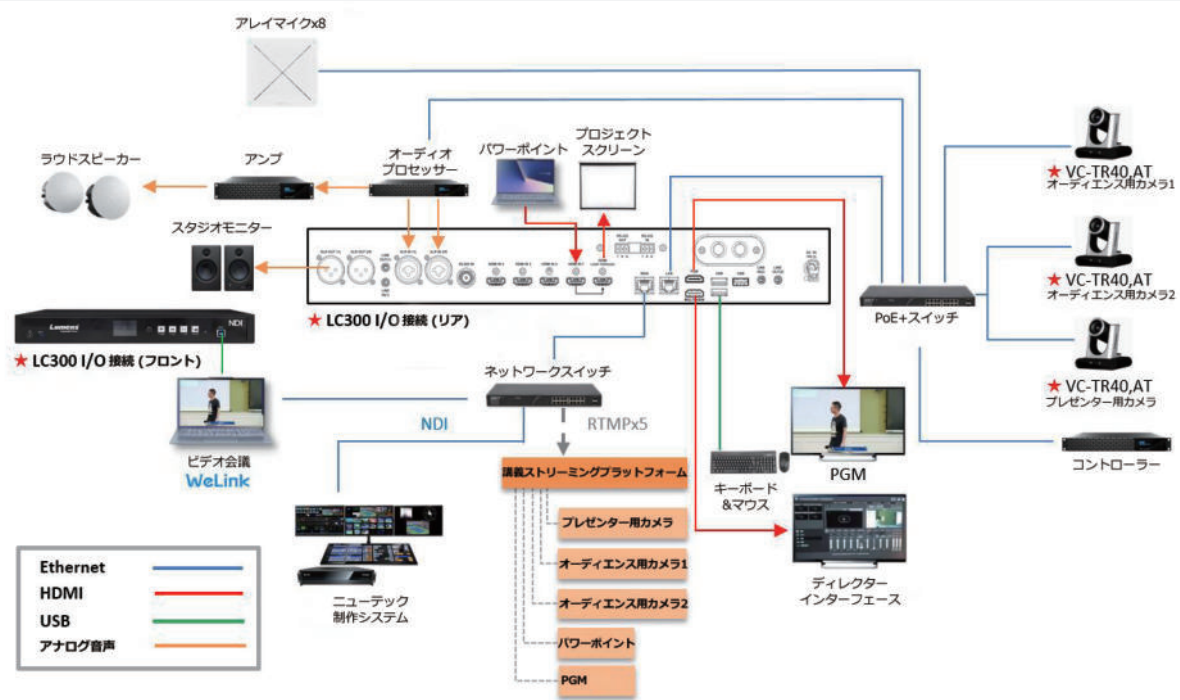 アレイマイクx8
ラウドスピーカー
アンプ
オーディオ
プロセッサー
パワーポイント
プロジェクト
スクリーン
スタジオモニター
★ VC-TR40,AT
オーディエンス用カメラ1
★ VC-TR40,AT
オーディエンス用カメラ2
★ VC-TR40,AT
プレゼンター用カメラ
PoE+スイッチ
コントローラー
★ LC300 I/O 接続 (リア)
Lumens
NDI
★ LC300 I/O 接続 (フロント)
ネットワークスイッチ
NDI
RTMPx5
ビデオ会議
WeLink
講義ストリーミングプラットフォーム
プレゼンター用カメラ
オーディエンス用カメラ1
オーディエンス用カメラ2
パワーポイント
PGM
キーボード
&マウス
PGM
ディレクター
インターフェース
ニューテック
制作システム
Ethernet
HDMI
USB
アナログ音声